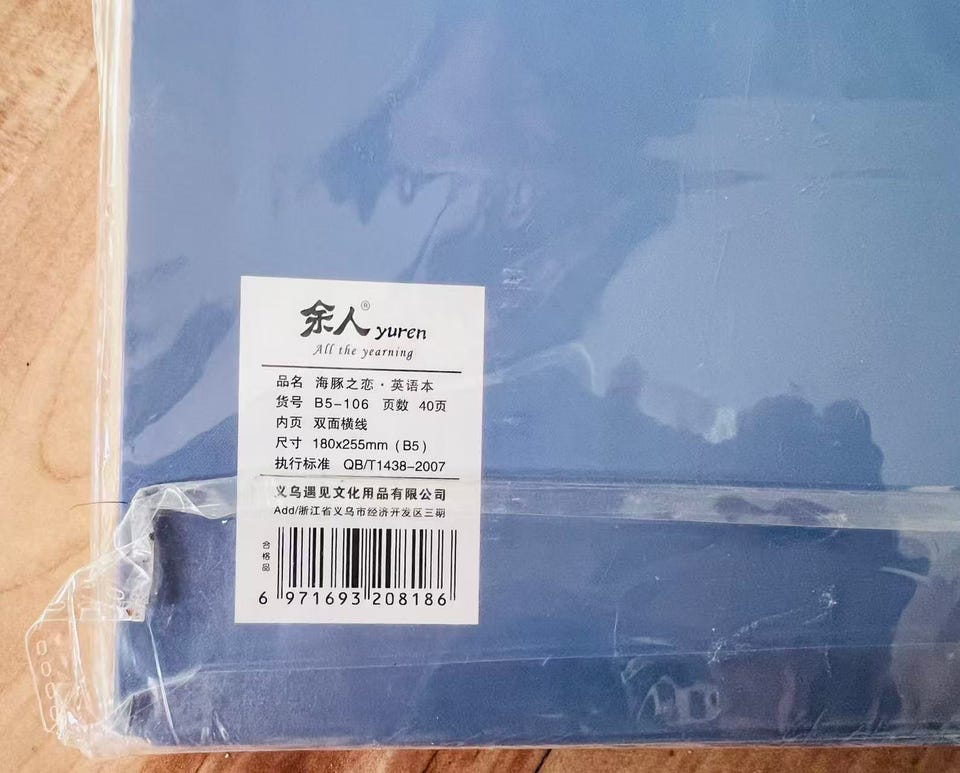 余人® yuren
All the yearning
品名 海豚之恋·英语本
货号 B5-106 页数 40页
内页 双面横线
尺寸 180x255mm（B5）
执行标准 QB/T1438-2007
义乌遇见文化用品有限公司
Add/浙江省义乌市经济开发区三期
合格品
6 971693 208186